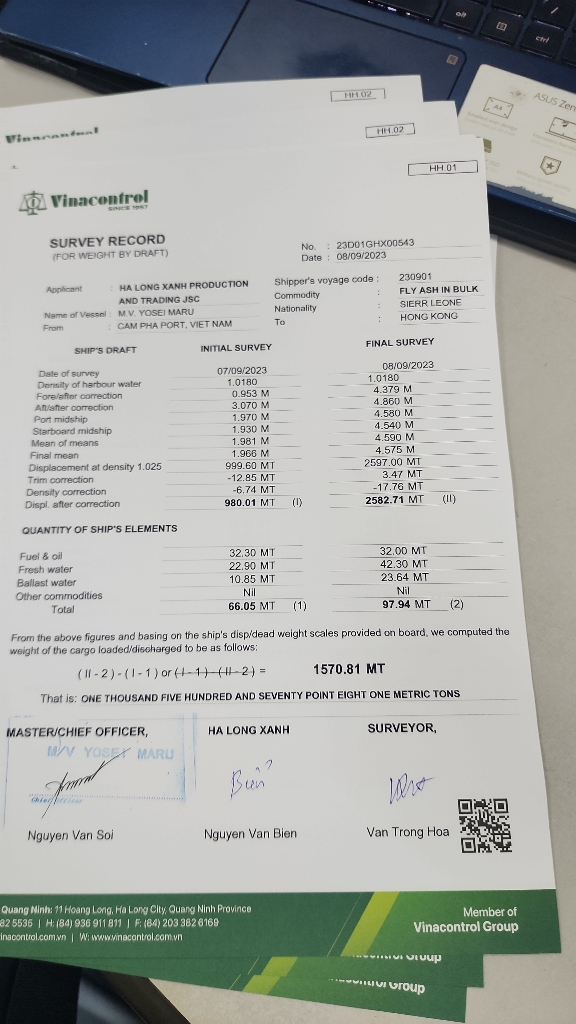 alt
ctrl
ASUS Zen
A4
HH.02
Vinacontrol
HH.02
HH.01
Vinacontrol
SINCE 1957
SURVEY RECORD
(FOR WEIGHT BY DRAFT)
No. : 23D01GHX00543
Date : 08/09/2023
Applicant : HA LONG XANH PRODUCTION
AND TRADING JSC
Name of Vessel : M.V. YOSEI MARU
From : CAM PHA PORT, VIET NAM
Shipper's voyage code : 230901
Commodity : FLY ASH IN BULK
Nationality : SIERR LEONE
To : HONG KONG
SHIP'S DRAFT INITIAL SURVEY FINAL SURVEY
Date of survey 07/09/2023 08/09/2023
Density of harbour water 1.0180 1.0180
Fore/after correction 0.953 M 4.379 M
Aft/after correction 3.070 M 4.860 M
Port midship 1.970 M 4.580 M
Starboard midship 1.930 M 4.540 M
Mean of means 1.981 M 4.590 M
Final mean 1.966 M 4.575 M
Displacement at density 1.025 999.60 MT 2597.00 MT
Trim correction -12.85 MT 3.47 MT
Density correction -6.74 MT -17.76 MT
Displ. after correction 980.01 MT (I) 2582.71 MT (II)
QUANTITY OF SHIP'S ELEMENTS
Fuel & oil 32.30 MT 32.00 MT
Fresh water 22.90 MT 42.30 MT
Ballast water 10.85 MT 23.64 MT
Other commodities Nil Nil
Total 66.05 MT (1) 97.94 MT (2)
From the above figures and basing on the ship's disp/dead weight scales provided on board, we computed the
weight of the cargo loaded/discharged to be as follows:
( II - 2 ) - ( I - 1 ) or ( I - 1 ) - ( II - 2 ) = 1570.81 MT
That is: ONE THOUSAND FIVE HUNDRED AND SEVENTY POINT EIGHT ONE METRIC TONS
MASTER/CHIEF OFFICER, HA LONG XANH SURVEYOR,
M/V YOSEI MARU
Chief officer
Biên
Nguyen Van Soi Nguyen Van Bien Van Trong Hoa
Quang Ninh: 11 Hoang Long, Ha Long City, Quang Ninh Province
82 5535 | H: (84) 936 911 811 | F: (84) 203 382 6169
inacontrol.com.vn | W: www.vinacontrol.com.vn
Member of
Vinacontrol Group
Group
Group